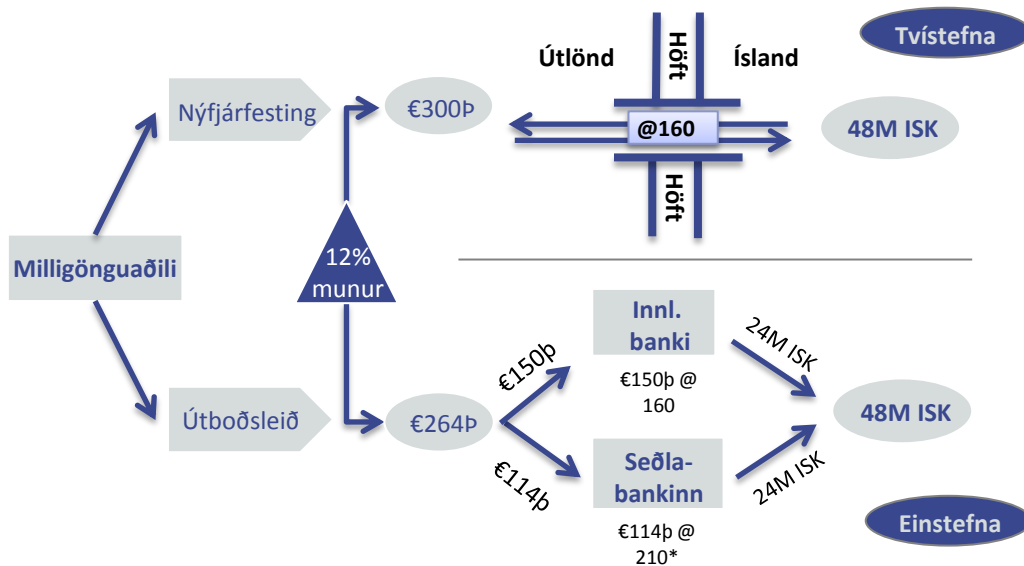 Tvístefna
Útlönd
Höft
Ísland
Nýfjárfesting
€300Þ
@160
48M ISK
Höft
Milligönguaðili
12%
munur
Innl.
banki
€150þ @
160
€150þ
24M ISK
Útboðsleið
€264Þ
48M ISK
€114þ
Seðla-
bankinn
€114þ @
210*
24M ISK
Einstefna